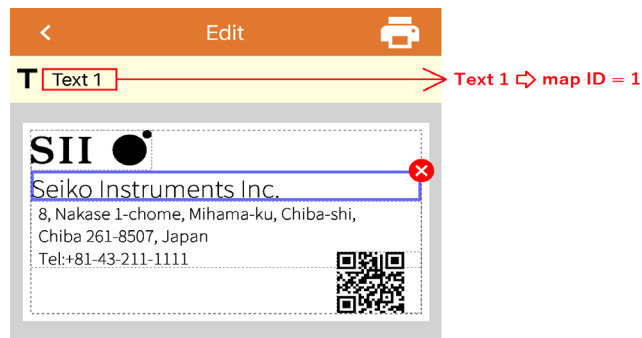 Edit
T Text 1
Text 1 ⇨ map ID = 1
SII
Seiko Instruments Inc.
8, Nakase 1-chome, Mihama-ku, Chiba-shi,
Chiba 261-8507, Japan
Tel:+81-43-211-1111